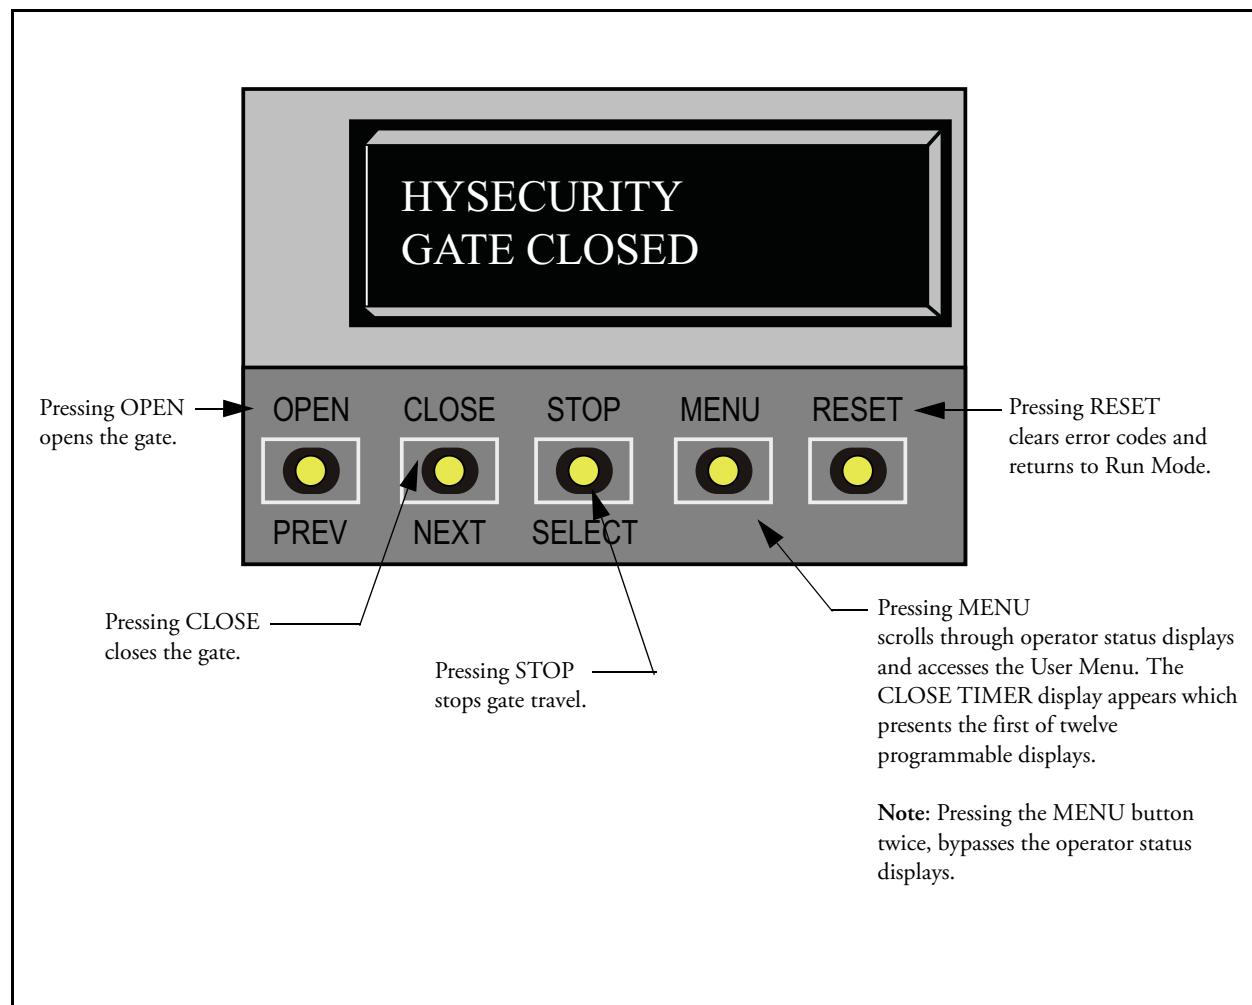 HYSECURITY
GATE CLOSED
OPEN CLOSE STOP MENU RESET
PREV NEXT SELECT
Pressing OPEN
opens the gate.
Pressing RESET
clears error codes and
returns to Run Mode.
Pressing CLOSE
closes the gate.
Pressing STOP
stops gate travel.
Pressing MENU
scrolls through operator status displays
and accesses the User Menu. The
CLOSE TIMER display appears which
presents the first of twelve
programmable displays.
Note: Pressing the MENU button
twice, bypasses the operator status
displays.